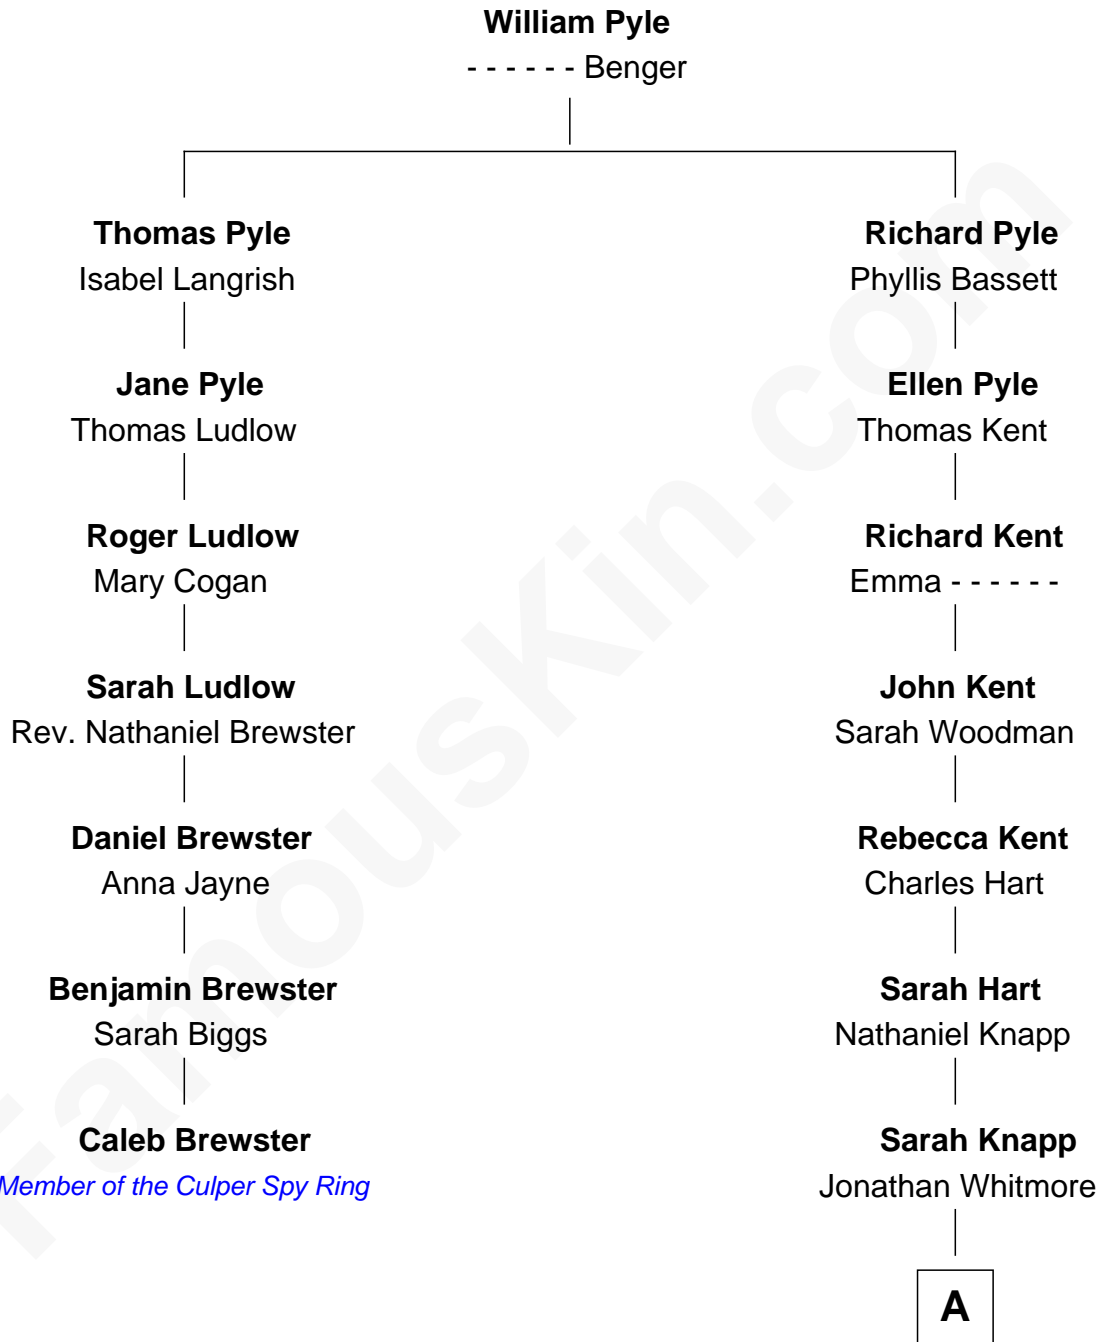 William Pyle
- - - - - - Benger
Thomas Pyle
Isabel Langrish
Richard Pyle
Phyllis Bassett
Jane Pyle
Thomas Ludlow
Ellen Pyle
Thomas Kent
Roger Ludlow
Mary Cogan
Richard Kent
Emma - - - - - -
Sarah Ludlow
Rev. Nathaniel Brewster
John Kent
Sarah Woodman
Daniel Brewster
Anna Jayne
Rebecca Kent
Charles Hart
Benjamin Brewster
Sarah Biggs
Sarah Hart
Nathaniel Knapp
Caleb Brewster
Member of the Culper Spy Ring
Sarah Knapp
Jonathan Whitmore
A
FamousKin.com